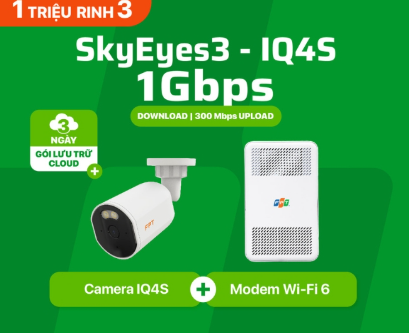 1 TRIỆU RINH 3
SkyEyes3 - IQ4S
1Gbps
DOWNLOAD | 300 Mbps UPLOAD
3
NGÀY
GÓI LƯU TRỮ
CLOUD
+
FPT
FPT
Camera IQ4S + Modem Wi-Fi 6